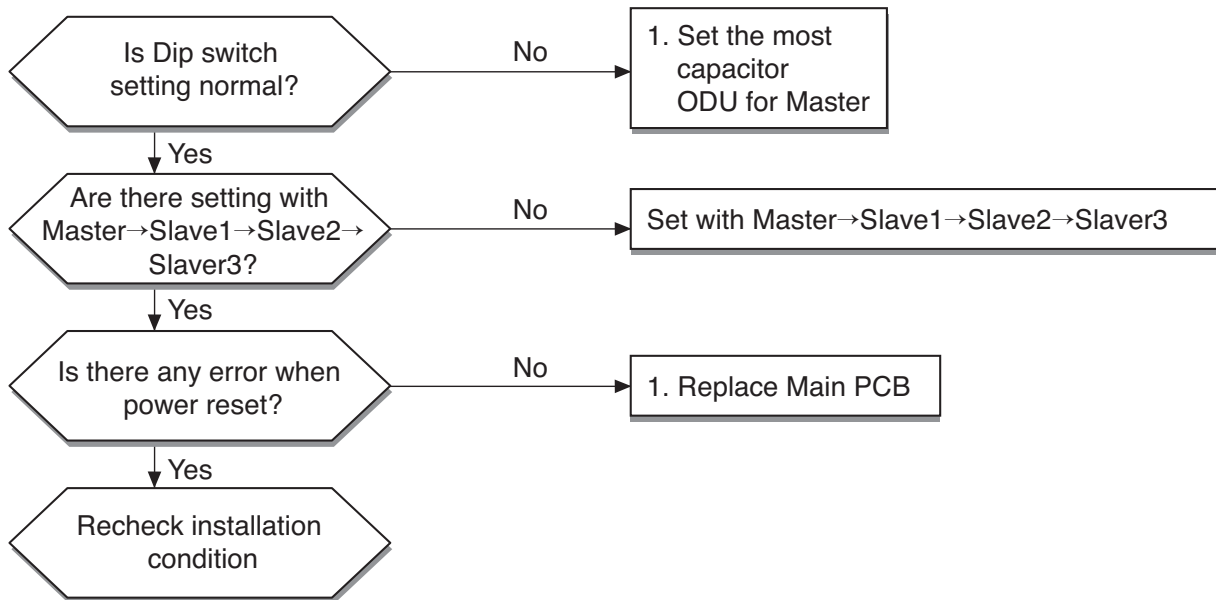 Is Dip switch
setting normal?
No
1. Set the most
capacitor
ODU for Master
Yes
Are there setting with
Master→Slave1→Slave2→
Slaver3?
No
Set with Master→Slave1→Slave2→Slaver3
Yes
Is there any error when
power reset?
No
1. Replace Main PCB
Yes
Recheck installation
condition